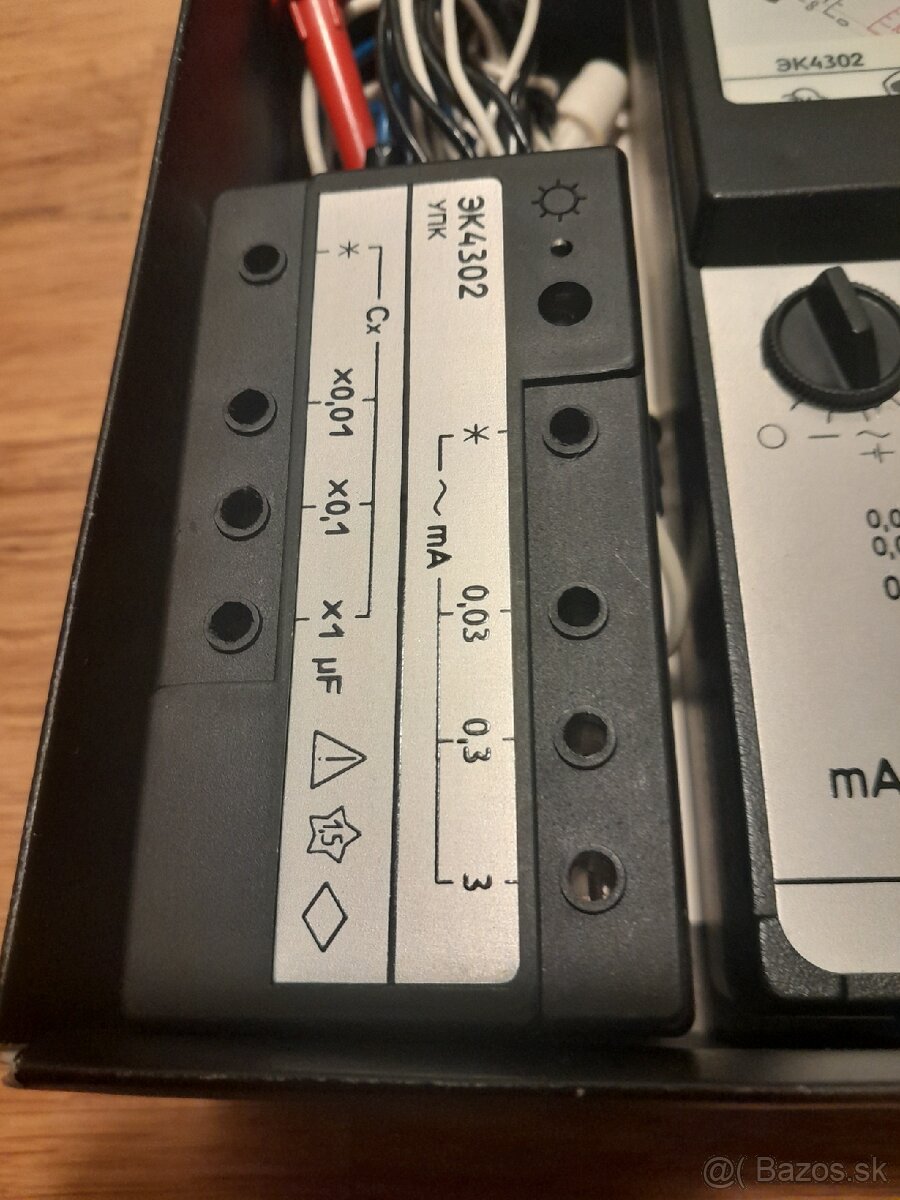 ЭК4302
УПК
* Cx
x0,01 x0,1 x1 µF
1,5
* ~ mA
0,03 0,3 3
ЭК4302
mA
@( Bazos.sk